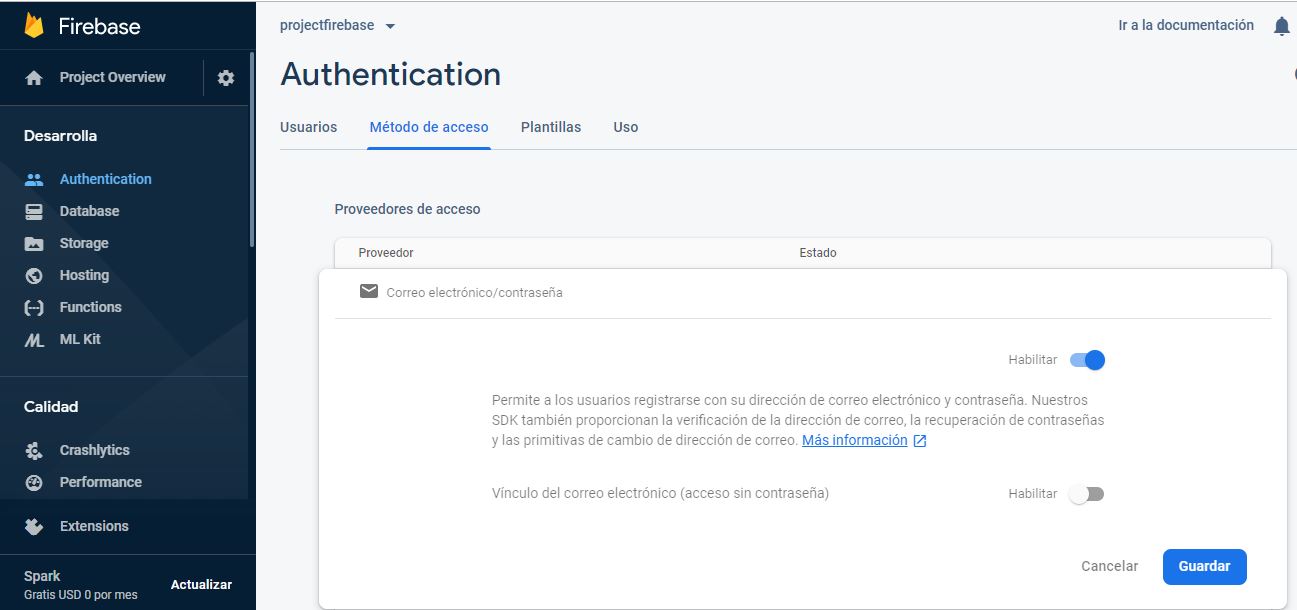 Firebase
Project Overview
Desarrolla
Authentication
Database
Storage
Hosting
Functions
ML Kit
Calidad
Crashlytics
Performance
Extensions
Spark
Gratis USD 0 por mes
Actualizar
projectfirebase
Ir a la documentación
Authentication
Usuarios Método de acceso Plantillas Uso
Proveedores de acceso
Proveedor Estado
Correo electrónico/contraseña
Habilitar
Permite a los usuarios registrarse con su dirección de correo electrónico y contraseña. Nuestros
SDK también proporcionan la verificación de la dirección de correo, la recuperación de contraseñas
y las primitivas de cambio de dirección de correo. Más información
Vínculo del correo electrónico (acceso sin contraseña) Habilitar
Cancelar Guardar